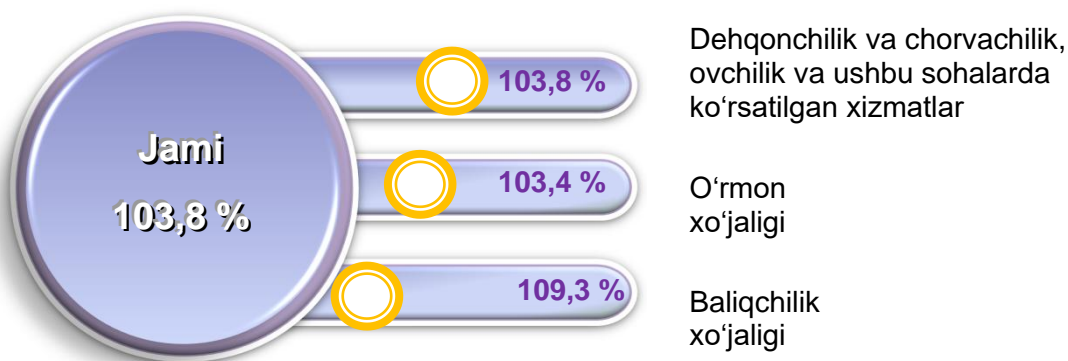 Jami
103,8 %
103,8 %
Dehqonchilik va chorvachilik,
ovchilik va ushbu sohalarda
ko‘rsatilgan xizmatlar
103,4 %
O‘rmon
xo‘jaligi
109,3 %
Baliqchilik
xo‘jaligi